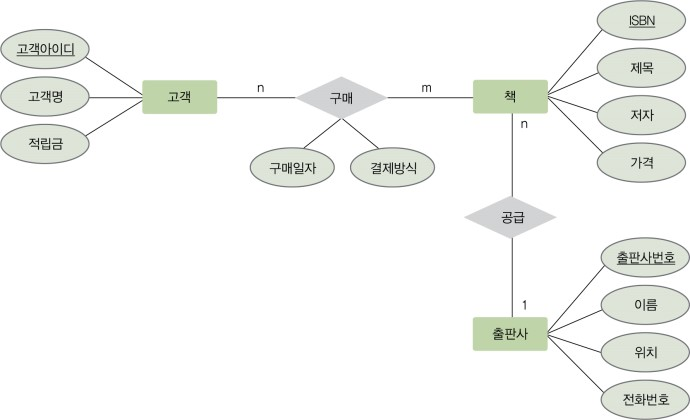 고객아이디
고객명
적립금
고객
n
구매
m
구매일자
결제방식
책
ISBN
제목
저자
가격
n
공급
1
출판사
출판사번호
이름
위치
전화번호